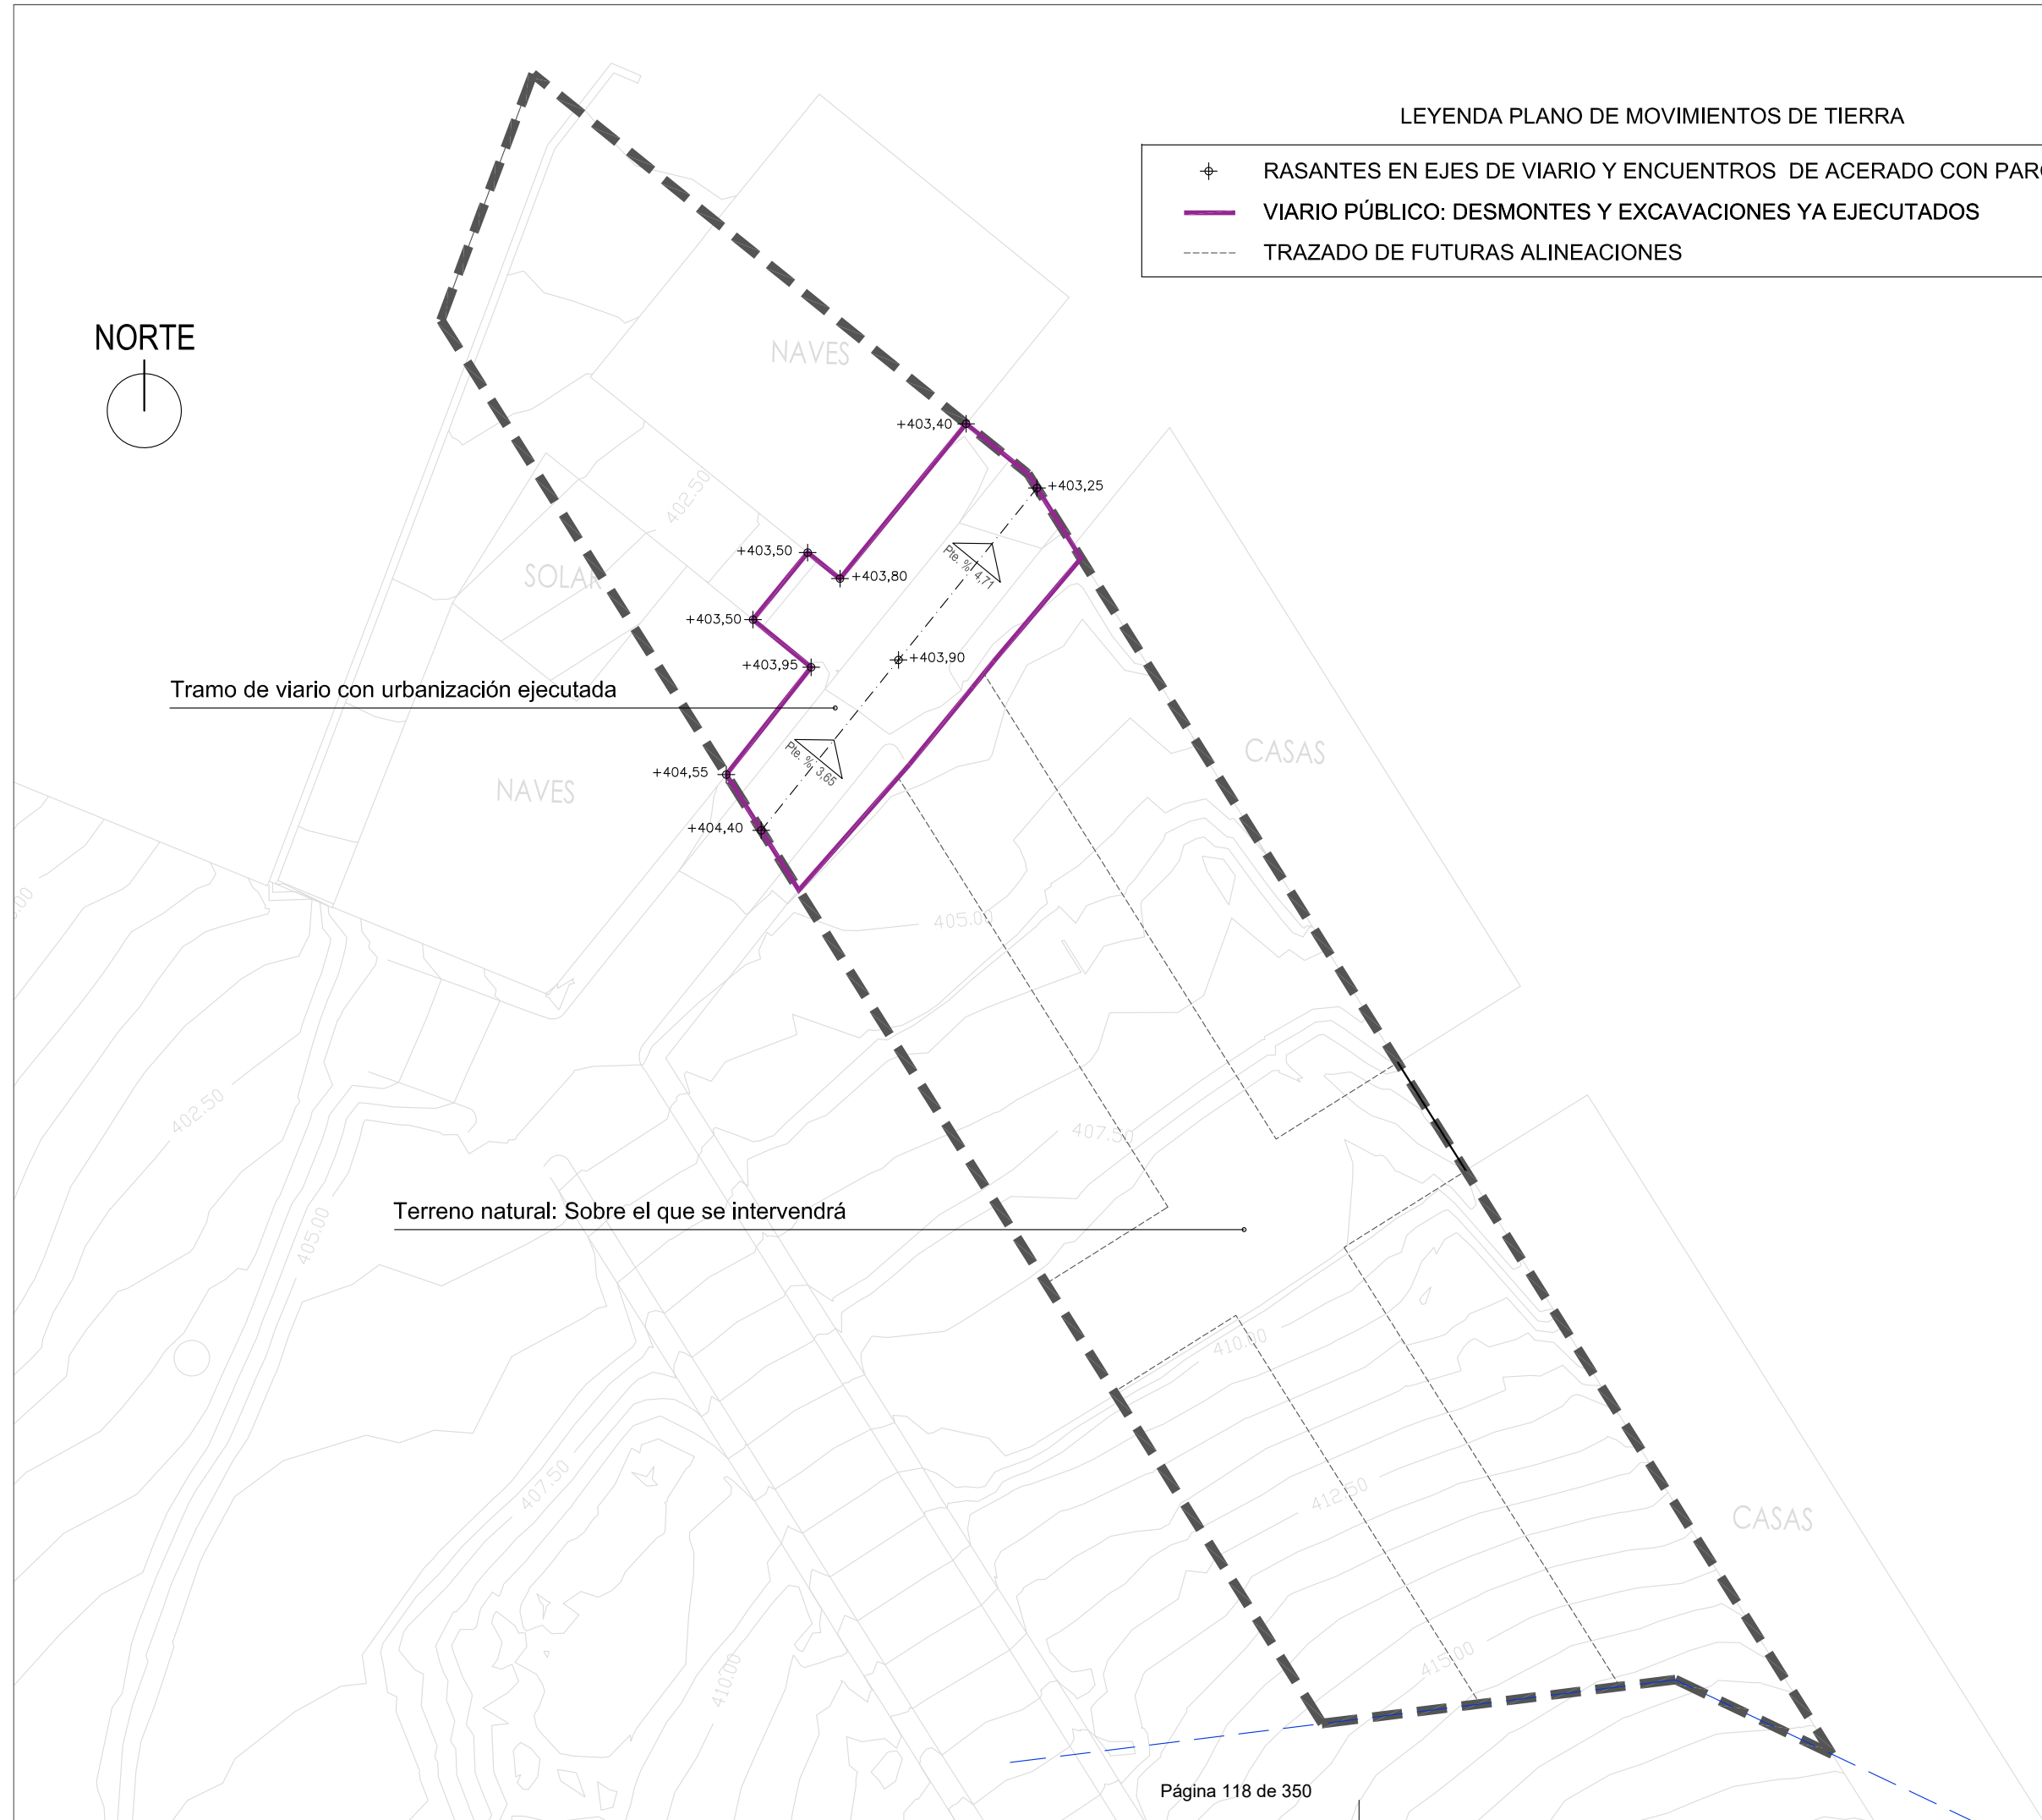 LEYENDA PLANO DE MOVIMIENTOS DE TIERRA
RASANTES EN EJES DE VIARIO Y ENCUENTROS DE ACERADO CON
VIARIO PÚBLICO: DESMONTES Y EXCAVACIONES YA EJECUTADOS
TRAZADO DE FUTURAS ALINEACIONES
NORTE
NAVES
+403,40
+403,25
402.50
+403,50
+403,80
Pte. %: 4,71
SOLAR
+403,50
+403,95
+403,90
Tramo de viario con urbanización ejecutada
CASAS
+404,55
Pte. %: 3,65
NAVES
+404,40
405.00
402.50
407.50
Terreno natural: Sobre el que se intervendrá
405.00
410.00
407.50
412.50
CASAS
415.00
410.00
Página 118 de 350